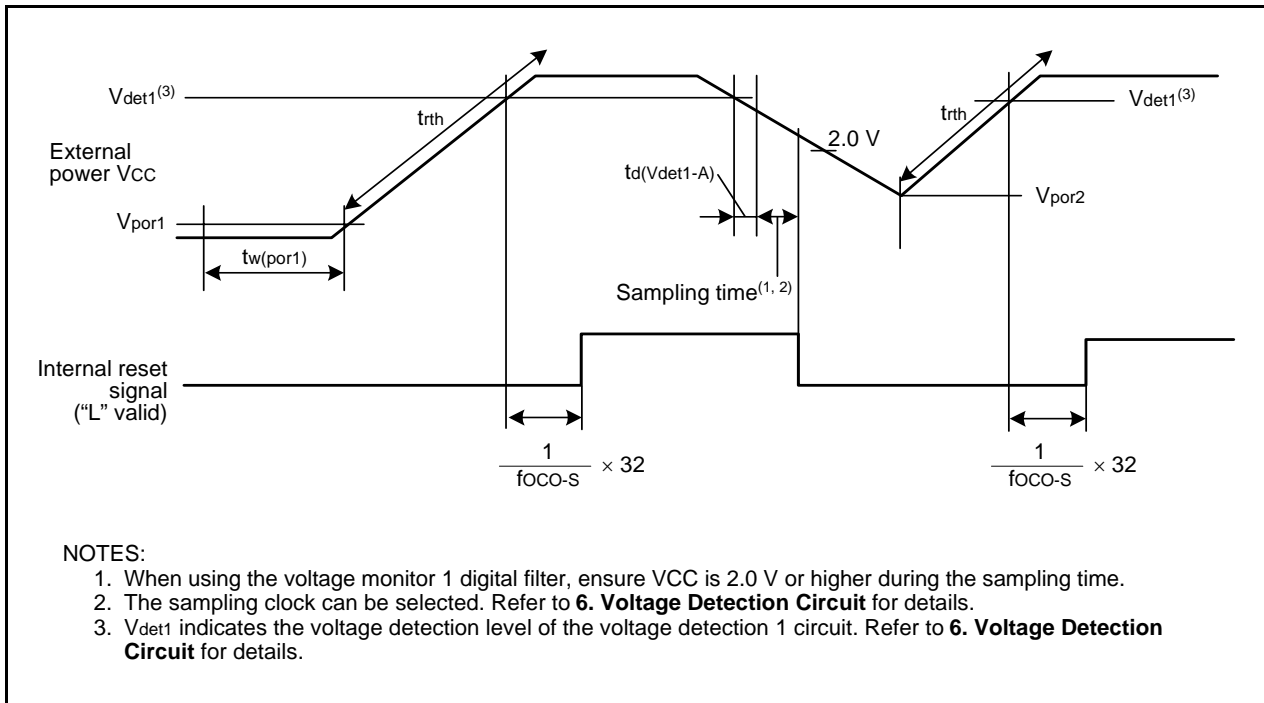 Vdet1(3)
trth
External
power VCC
Vpor1
tw(por1)
td(Vdet1-A)
Sampling time(1, 2)
2.0 V
trth
Vdet1(3)
Vpor2
Internal reset
signal
(“L” valid)
1
fOCO-S
× 32
1
fOCO-S
× 32
NOTES:
1. When using the voltage monitor 1 digital filter, ensure VCC is 2.0 V or higher during the sampling time.
2. The sampling clock can be selected. Refer to 6. Voltage Detection Circuit for details.
3. Vdet1 indicates the voltage detection level of the voltage detection 1 circuit. Refer to 6. Voltage Detection
Circuit for details.